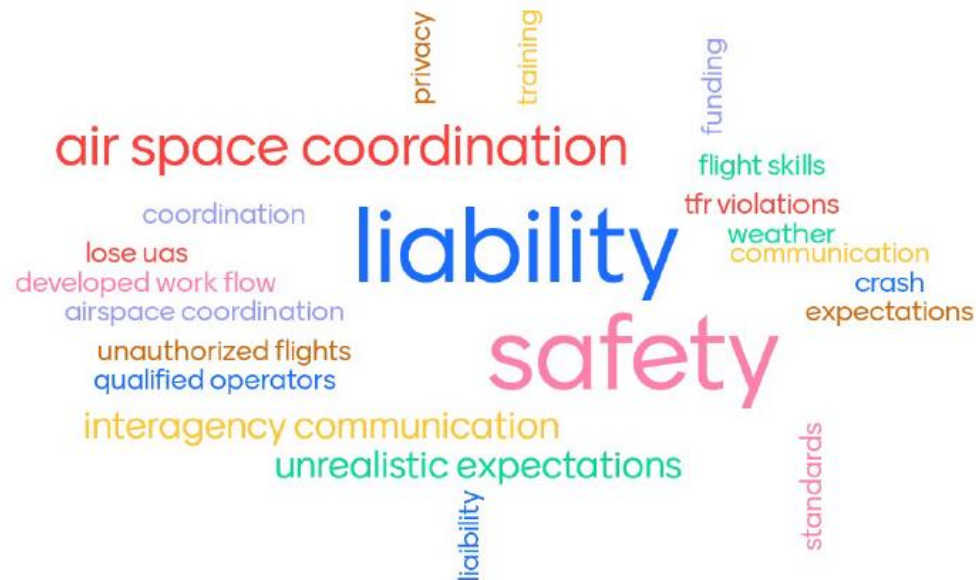 privacy
training
funding
air space coordination
flight skills
liability
tfr violations
coordination
weather
lose uas
communication
developed work flow
crash
airspace coordination
expectations
safety
unauthorized flights
qualified operators
interagency communication
unrealistic expectations
standards
liaibility